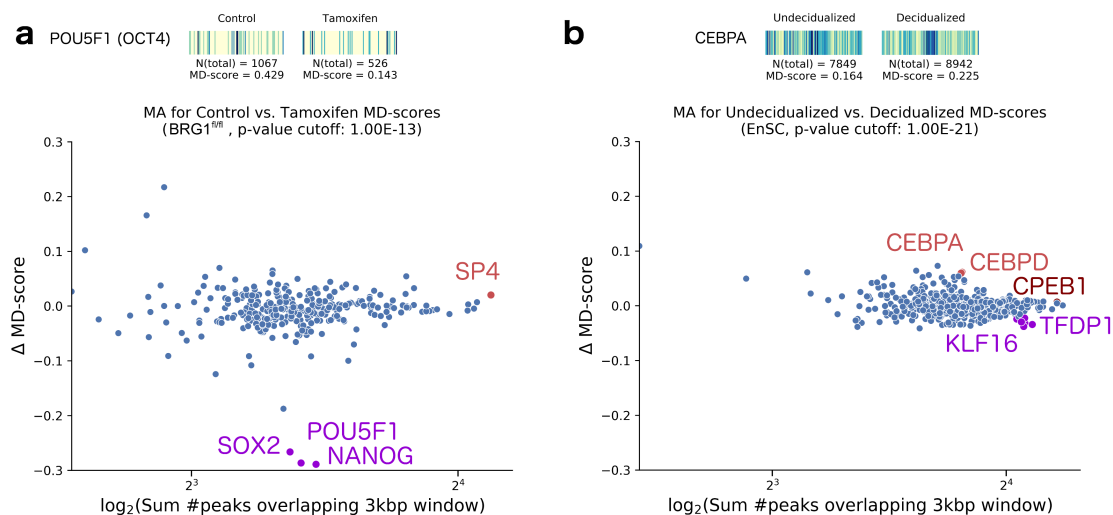 a
POU5F1 (OCT4)
Control
Tamoxifen
N(total) = 1067
MD-score = 0.429
N(total) = 526
MD-score = 0.143
MA for Control vs. Tamoxifen MD-scores
(BRG1fl/fl , p-value cutoff: 1.00E-13)
Δ MD-score
0.3
0.2
0.1
0.0
−0.1
−0.2
−0.3
SP4
SOX2
POU5F1
NANOG
2³
2⁴
log₂(Sum #peaks overlapping 3kbp window)
b
CEBPA
Undecidualized
Decidualized
N(total) = 7849
MD-score = 0.164
N(total) = 8942
MD-score = 0.225
MA for Undecidualized vs. Decidualized MD-scores
(EnSC, p-value cutoff: 1.00E-21)
Δ MD-score
0.3
0.2
0.1
0.0
−0.1
−0.2
−0.3
CEBPA
CEBPD
CPEB1
TFDP1
KLF16
2³
2⁴
log₂(Sum #peaks overlapping 3kbp window)